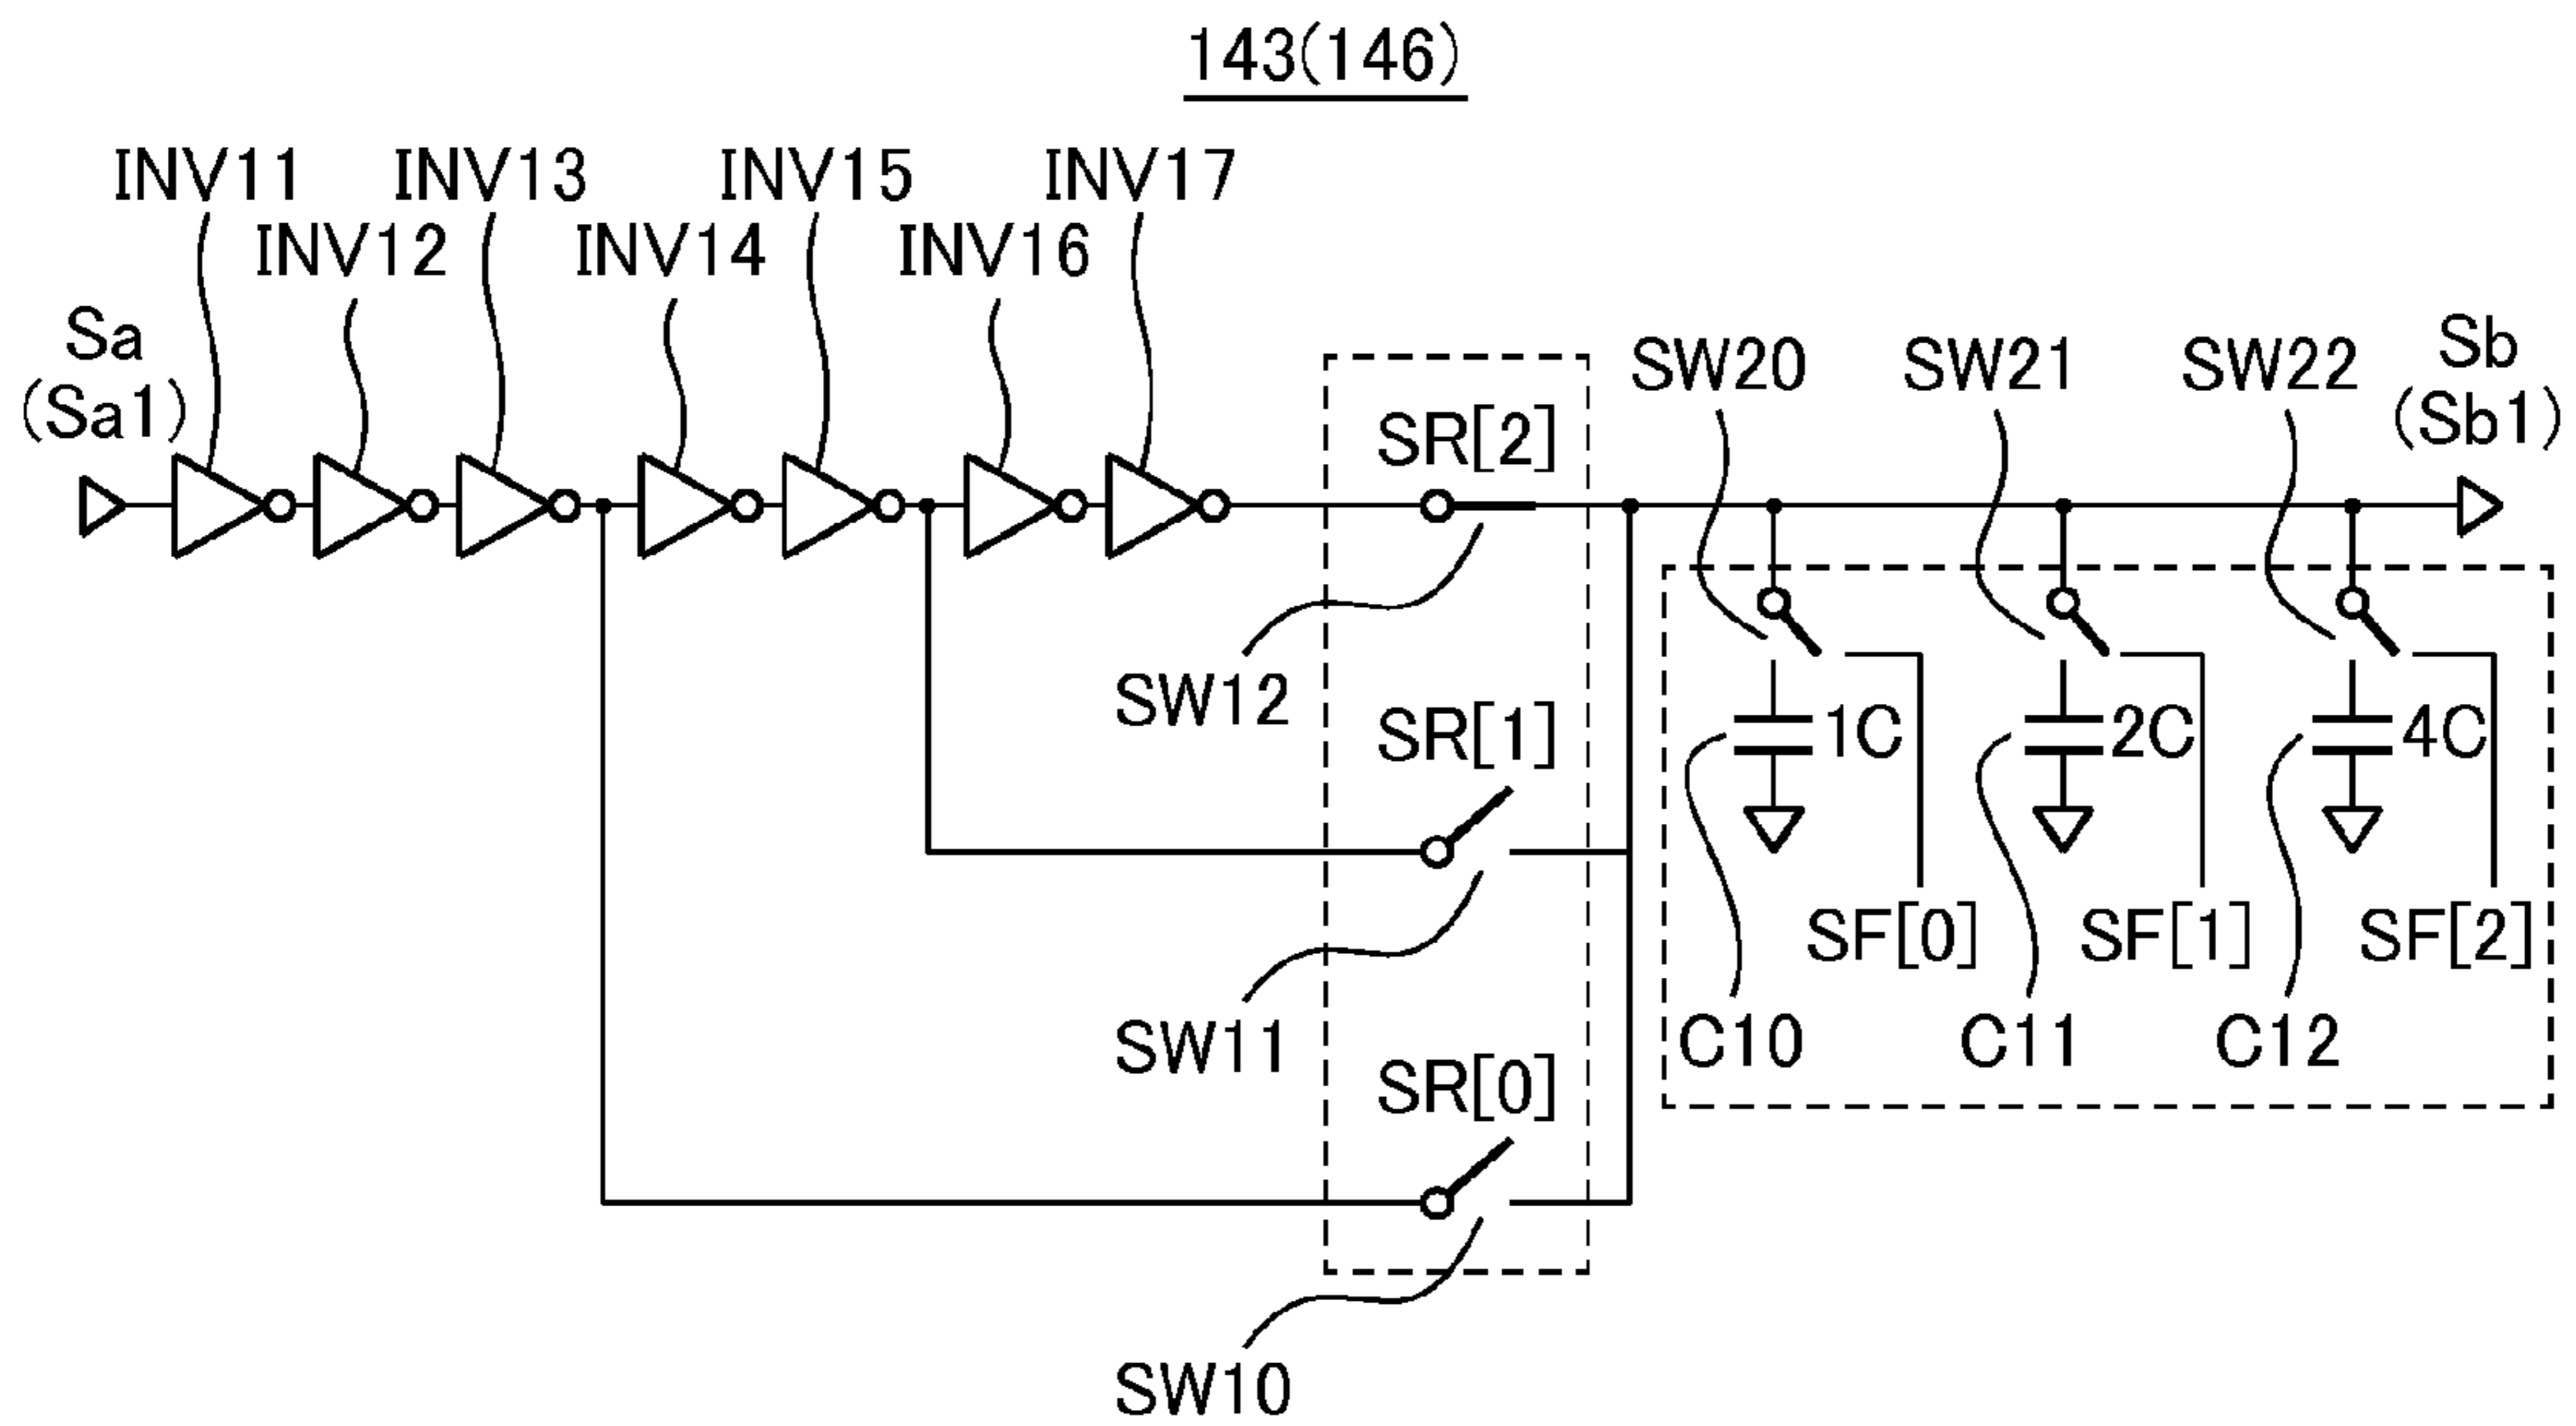 143(146)
INV11
INV13
INV15
INV17
INV12
INV14
INV16
Sa
(Sa1)
SR[2]
SW20
SW21
SW22
Sb
(Sb1)
SW12
SR[1]
1C
2C
4C
SW11
SF[0]
SF[1]
SF[2]
C10
C11
C12
SR[0]
SW10